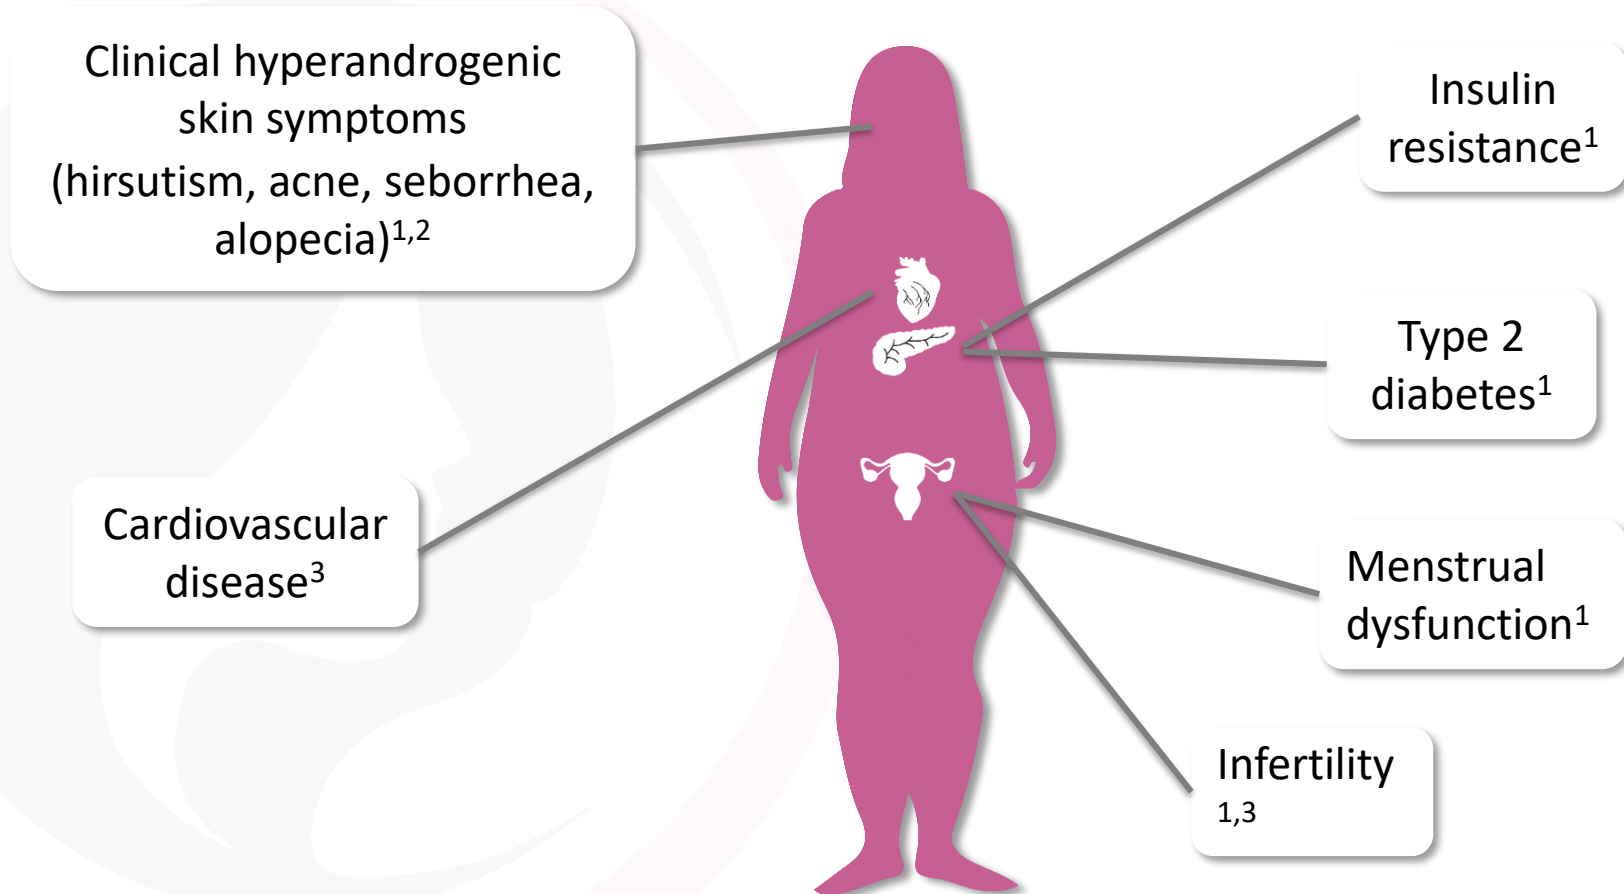 Clinical hyperandrogenic
skin symptoms
(hirsutism, acne, seborrhea,
alopecia)1,2
Cardiovascular
disease3
Insulin
resistance1
Type 2
diabetes1
Menstrual
dysfunction1
Infertility
1,3